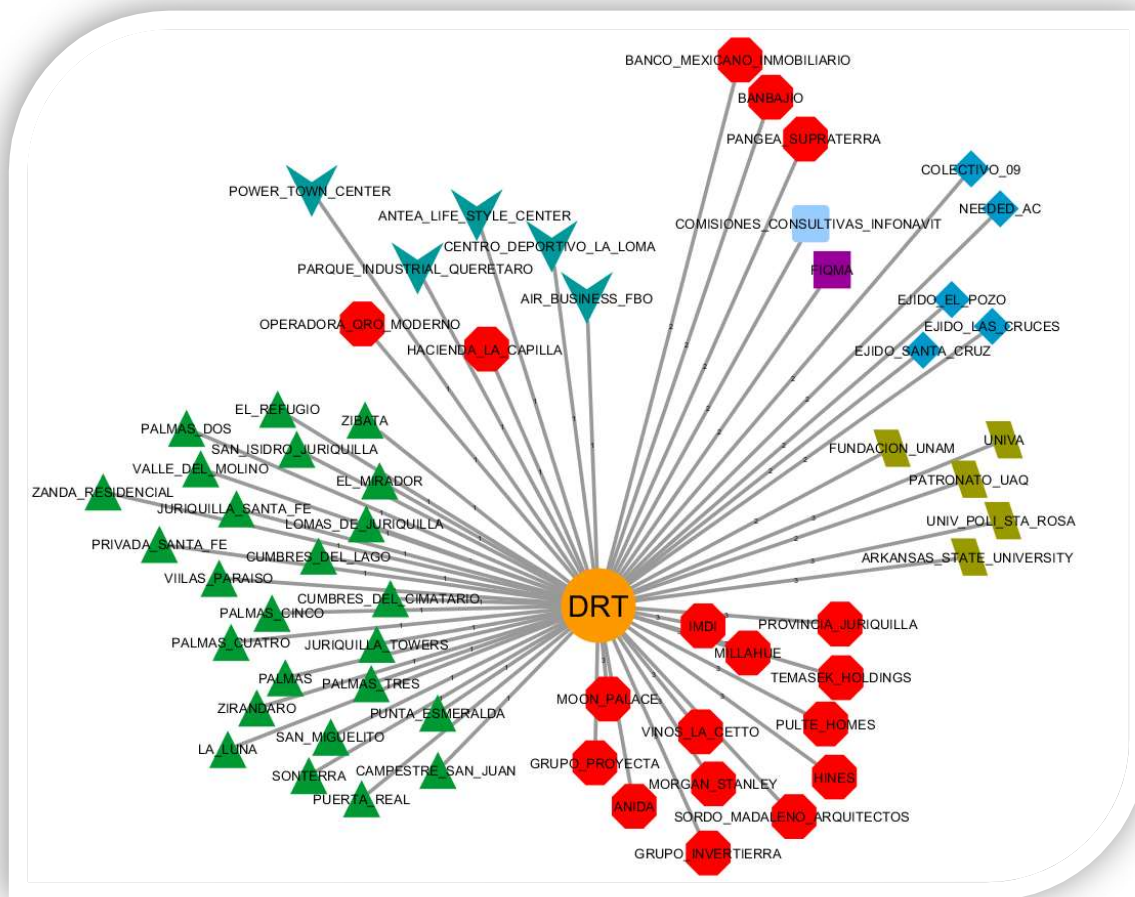 BANCO_MEXICANO_INMOBILIARIO
BANBAJIO
PANGEA_SUPRATERRA
COLECTIVO_09
POWER_TOWN_CENTER
NEEDED_AC
ANTEA_LIFE_STYLE_CENTER
COMISIONES_CONSULTIVAS_INFONAVIT
CENTRO_DEPORTIVO_LA_LOMA
PARQUE_INDUSTRIAL_QUERETARO
FIQMA
AIR_BUSINESS_FBO
EJIDO_EL_POZO
OPERADORA_QRO_MODERNO
EJIDO_LAS_CRUCES
HACIENDA_LA_CAPILLA
EJIDO_SANTA_CRUZ
EL_REFUGIO
ZIBATA
PALMAS_DOS
SAN_ISIDRO_JURIQUILLA
FUNDACION_UNAM
UNIVA
VALLE_DEL_MOLINO
EL_MIRADOR
PATRONATO_UAQ
ZANDA_RESIDENCIAL
JURIQUILLA_SANTA_FE
LOMAS_DE_JURIQUILLA
UNIV_POLI_STA_ROSA
PRIVADA_SANTA_FE
CUMBRES_DEL_LAGO
ARKANSAS_STATE_UNIVERSITY
VIILAS_PARAISO
CUMBRES_DEL_CIMATARIO
DRT
PALMAS_CINCO
IMDI
PROVINCIA_JURIQUILLA
PALMAS_CUATRO
JURIQUILLA_TOWERS
MILLAHUE
PALMAS
PALMAS_TRES
TEMASEK_HOLDINGS
MOON_PALACE
ZIRANDARO
PUNTA_ESMERALDA
PULTE_HOMES
VINOS_LA_CETTO
LA_LUNA
SAN_MIGUELITO
GRUPO_PROYECTA
SONTERRA
CAMPESTRE_SAN_JUAN
MORGAN_STANLEY
HINES
PUERTA_REAL
ANIDA
SORDO_MADALENO_ARQUITECTOS
GRUPO_INVERTIERRA